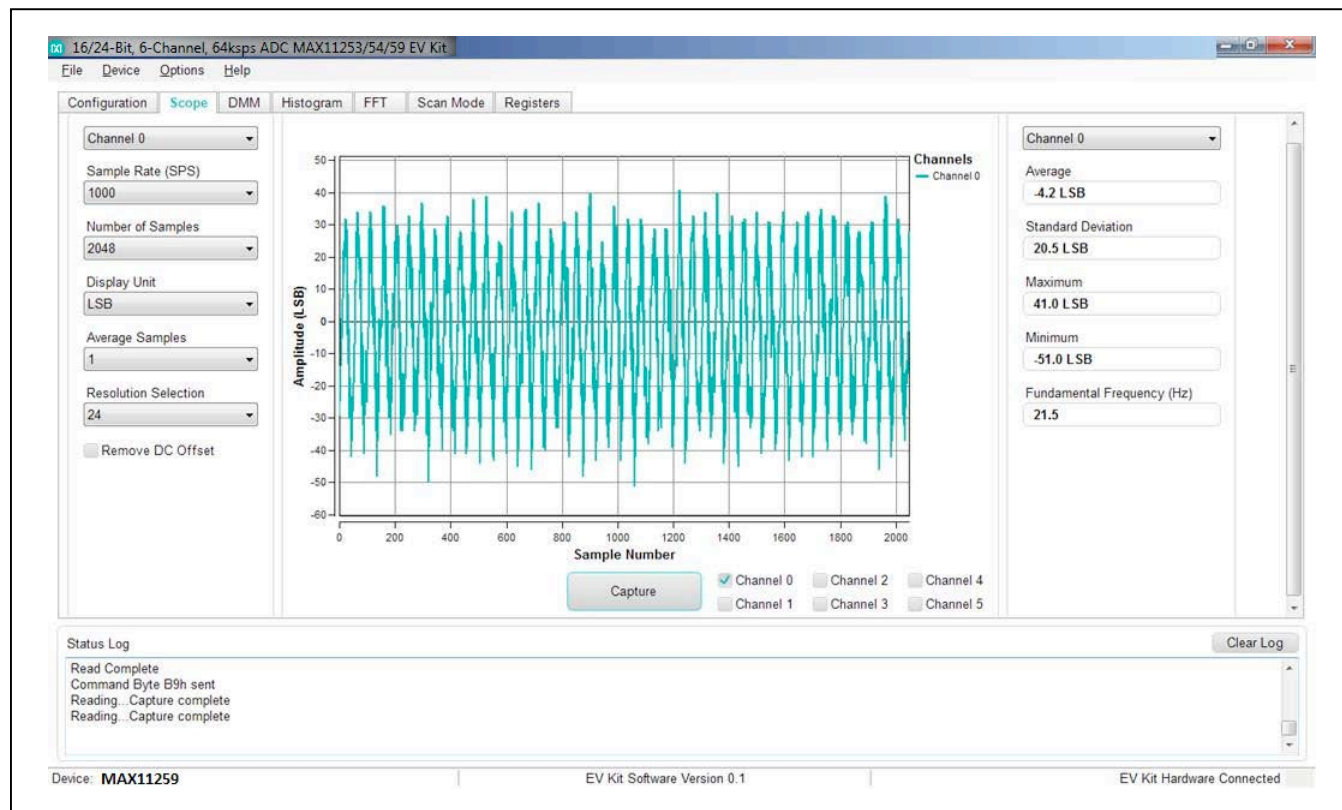 16/24-Bit, 6-Channel, 64ksps ADC MAX11253/54/59 EV Kit
File Device Options Help
Configuration Scope DMM Histogram FFT Scan Mode Registers
Channel 0
Sample Rate (SPS)
1000
Number of Samples
2048
Display Unit
LSB
Average Samples
1
Resolution Selection
24
Remove DC Offset
Amplitude (LSB)
50
40
30
20
10
0
-10
-20
-30
-40
-50
-60
0 200 400 600 800 1000 1200 1400 1600 1800 2000
Sample Number
Channels
Channel 0
Capture
Channel 0 Channel 2 Channel 4
Channel 1 Channel 3 Channel 5
Channel 0
Average
-4.2 LSB
Standard Deviation
20.5 LSB
Maximum
41.0 LSB
Minimum
-51.0 LSB
Fundamental Frequency (Hz)
21.5
Status Log
Clear Log
Read Complete
Command Byte B9h sent
Reading...Capture complete
Reading...Capture complete
Device: MAX11259
EV Kit Software Version 0.1
EV Kit Hardware Connected